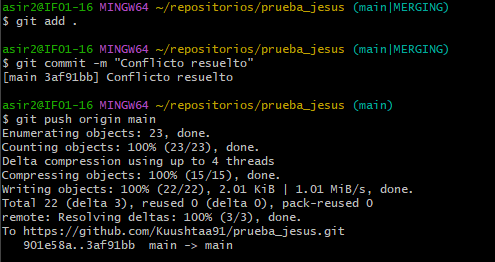 asir2@IFO1-16 MINGW64 ~/repositorios/prueba_jesus (main|MERGING)
$ git add .
asir2@IFO1-16 MINGW64 ~/repositorios/prueba_jesus (main|MERGING)
$ git commit -m "Conflicto resuelto"
[main 3af91bb] Conflicto resuelto
asir2@IFO1-16 MINGW64 ~/repositorios/prueba_jesus (main)
$ git push origin main
Enumerating objects: 23, done.
Counting objects: 100% (23/23), done.
Delta compression using up to 4 threads
Compressing objects: 100% (15/15), done.
Writing objects: 100% (22/22), 2.01 KiB | 1.01 MiB/s, done.
Total 22 (delta 3), reused 0 (delta 0), pack-reused 0
remote: Resolving deltas: 100% (3/3), done.
To https://github.com/Kuushtaa91/prueba_jesus.git
   901e58a..3af91bb  main -> main